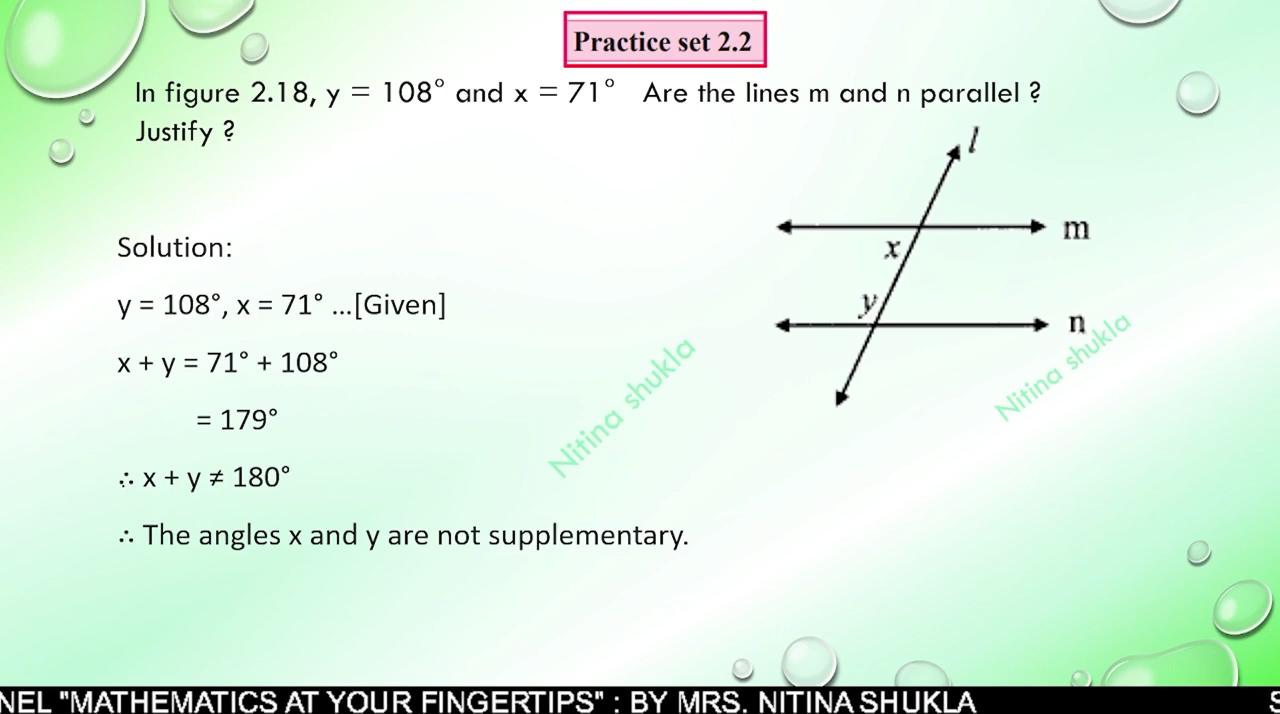 Practice set 2.2
In figure 2.18, y = 108° and x = 71° Are the lines m and n parallel ?
Justify ?
l
m
x
y
n
Solution:
y = 108°, x = 71° ...[Given]
x + y = 71° + 108°
= 179°
∴ x + y ≠ 180°
∴ The angles x and y are not supplementary.
Nitina shukla
Nitina shukla
NEL "MATHEMATICS AT YOUR FINGERTIPS" : BY MRS. NITINA SHUKLA